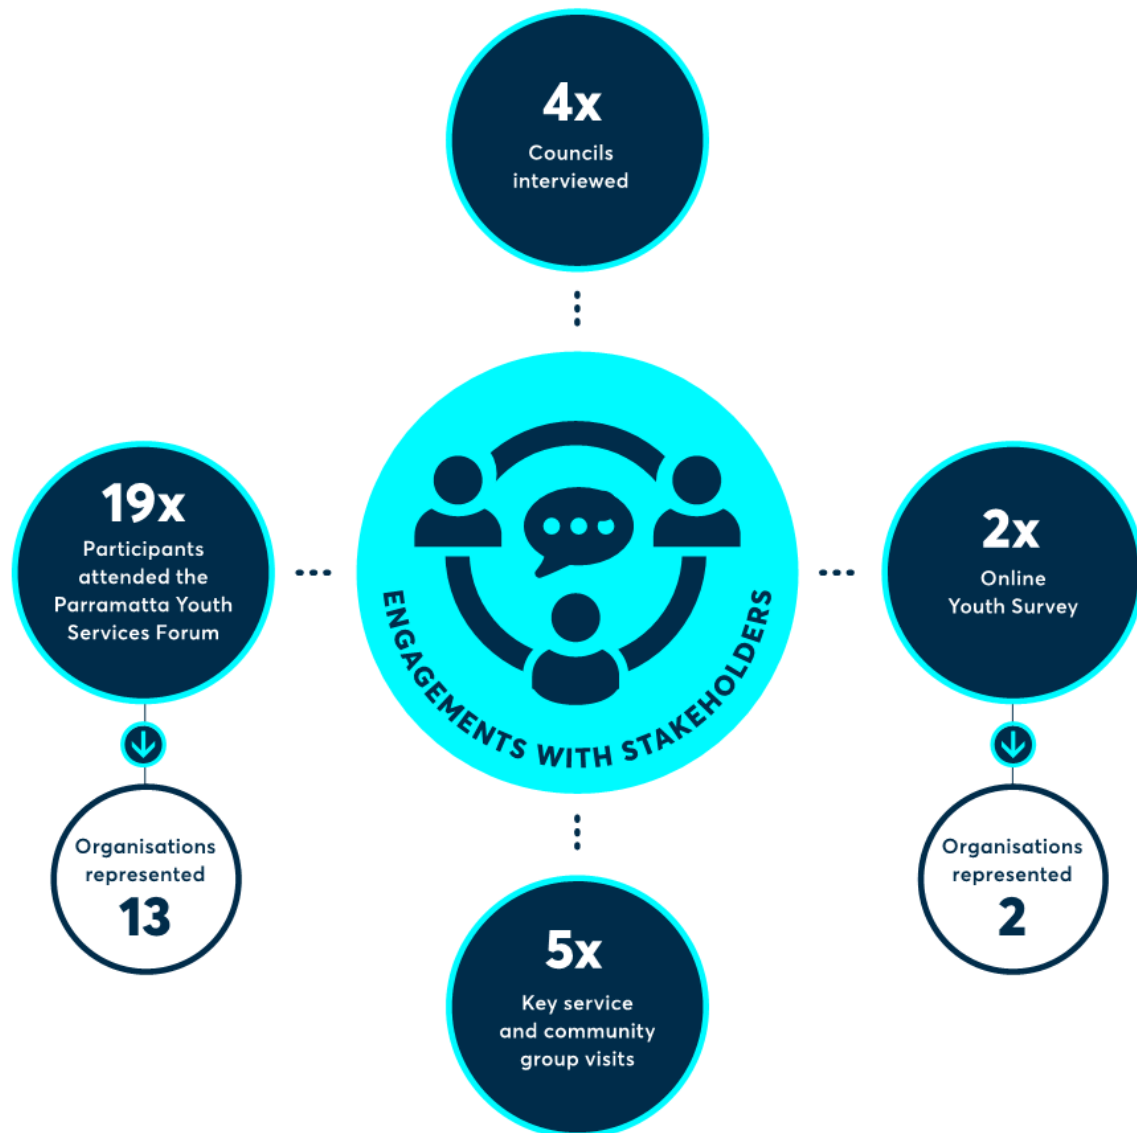 4x
Councils
interviewed
19x
Participants
attended the
Parramatta Youth
Services Forum
Organisations
represented
13
ENGAGEMENTS WITH STAKEHOLDERS
2x
Online
Youth Survey
Organisations
represented
2
5x
Key service
and community
group visits